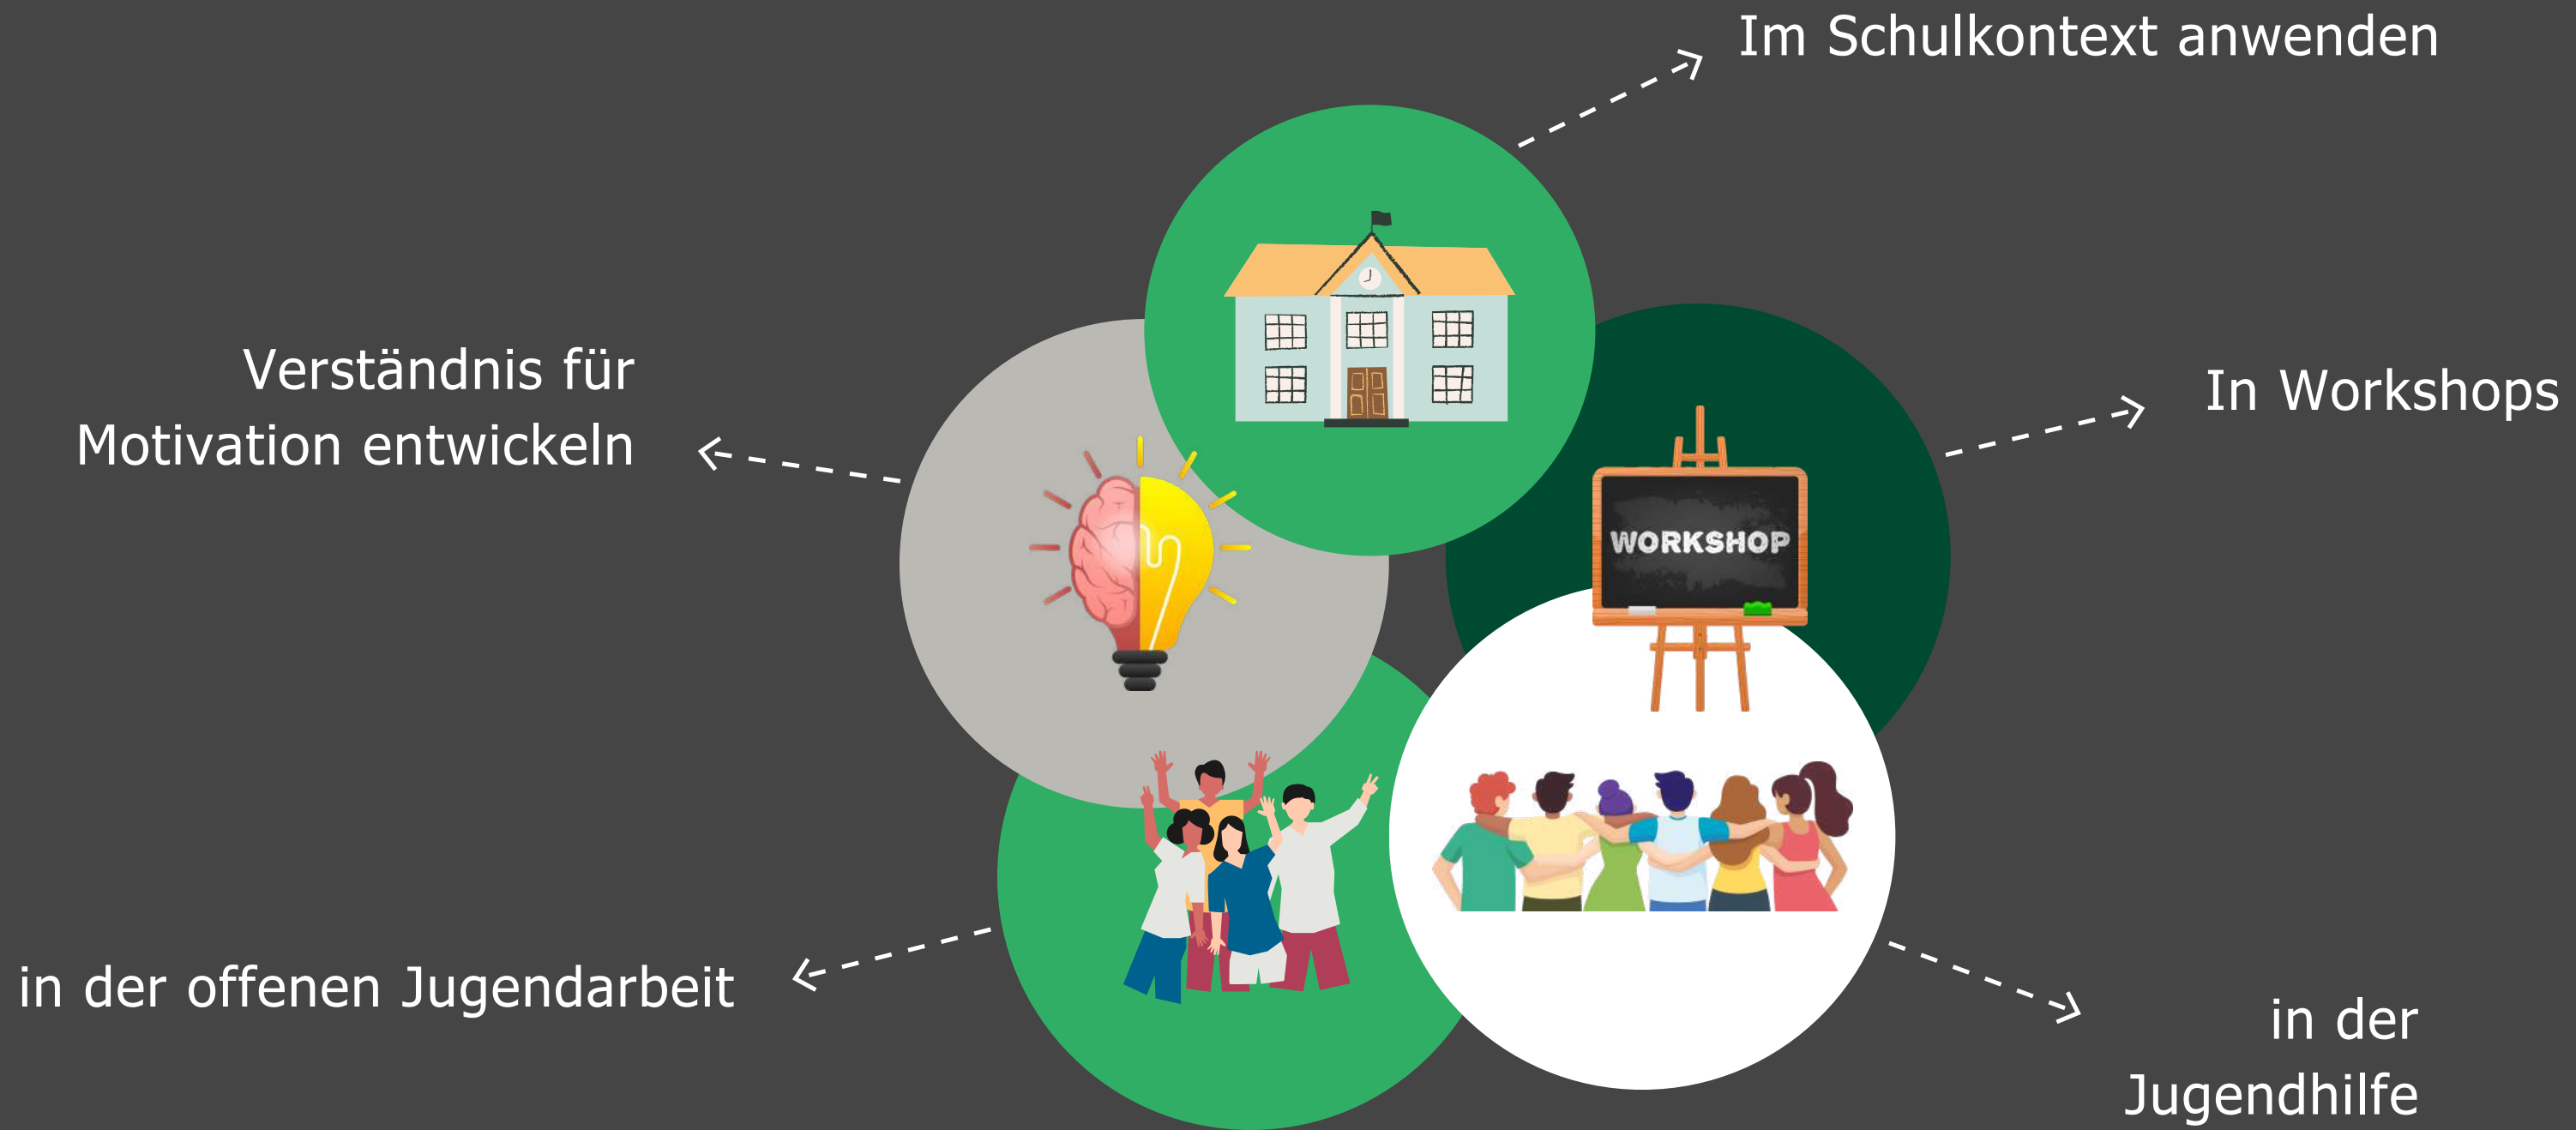 Im Schulkontext anwenden
Verständnis für
Motivation entwickeln
In Workshops
WORKSHOP
in der offenen Jugendarbeit
in der
Jugendhilfe